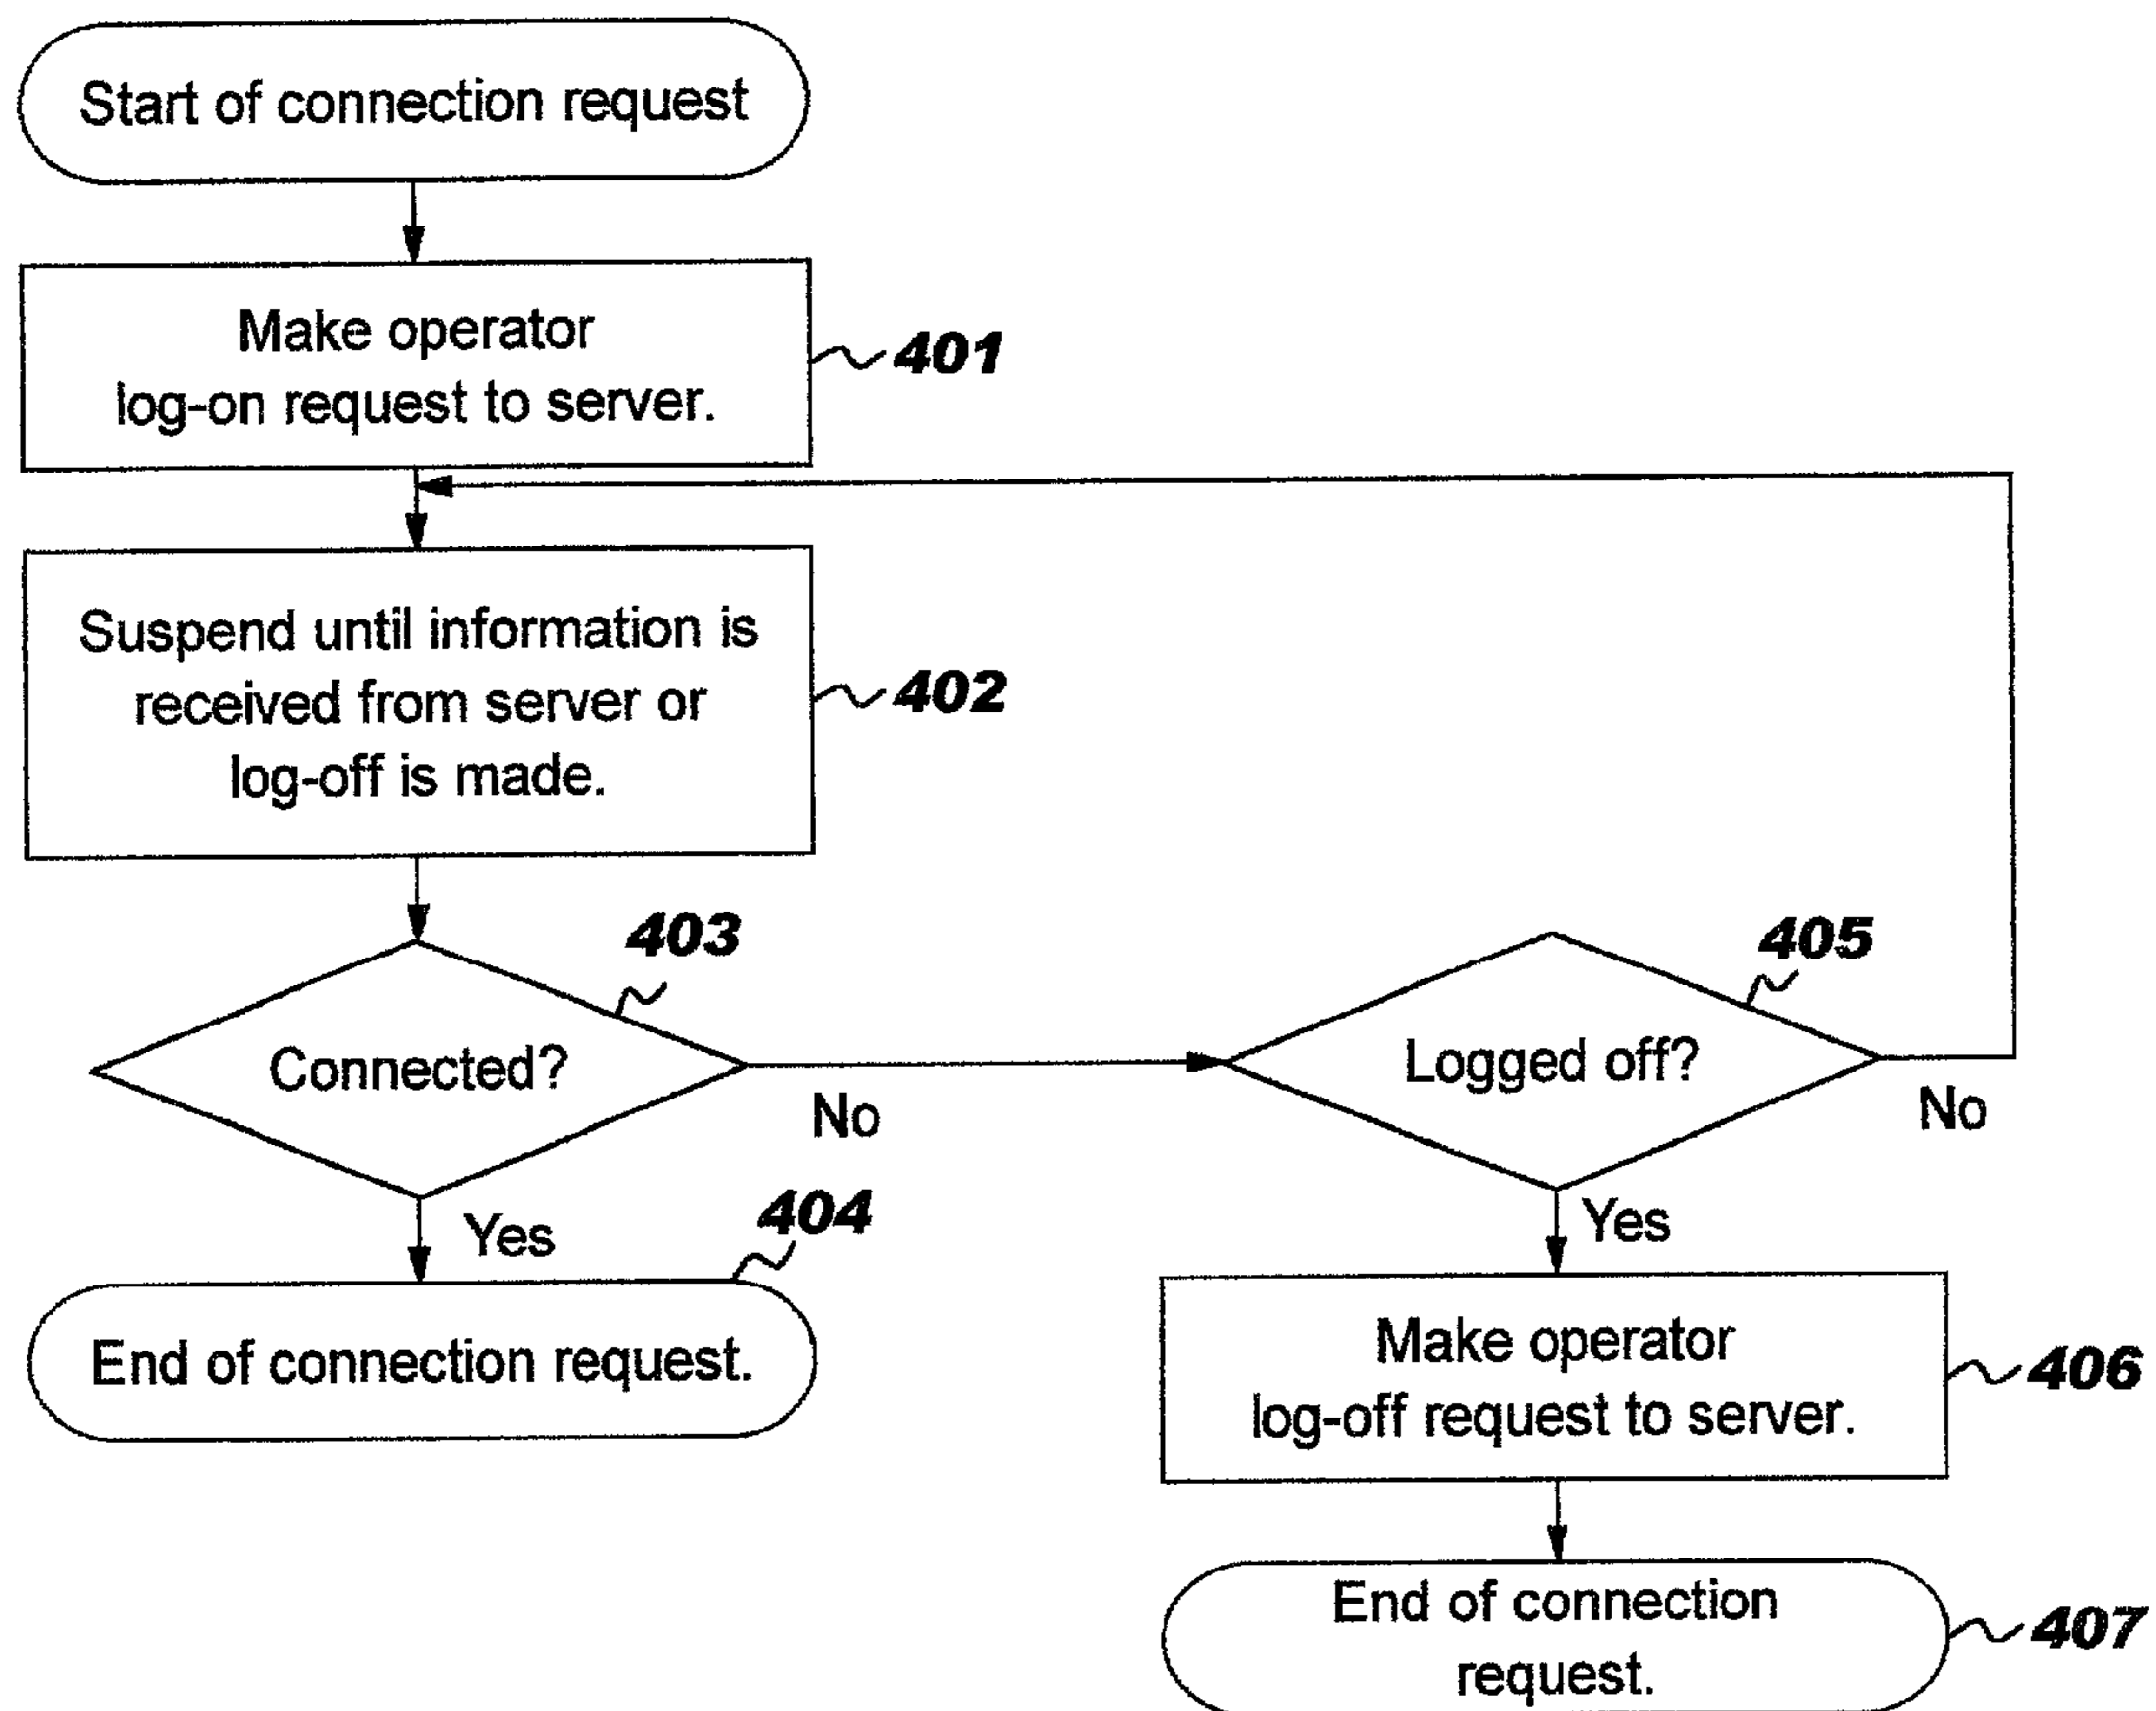 Start of connection request
Make operator
log-on request to server.
401
Suspend until information is
received from server or
log-off is made.
402
403
Connected?
No
Yes
404
End of connection request.
405
Logged off?
No
Yes
Make operator
log-off request to server.
406
End of connection
request.
407